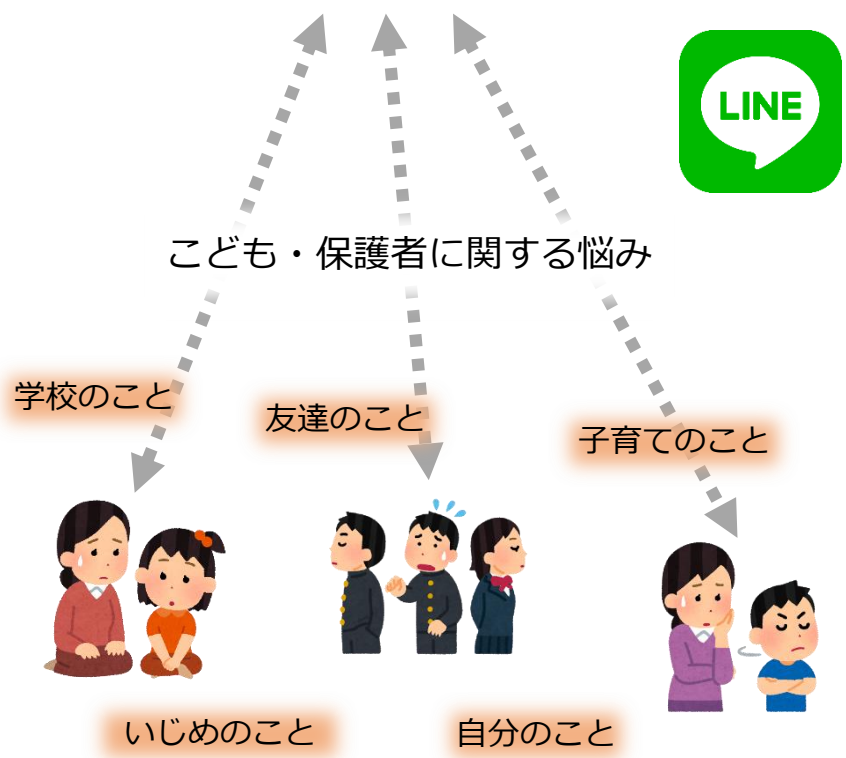 LINE
こども・保護者に関する悩み
学校のこと
友達のこと
子育てのこと
いじめのこと
自分のこと